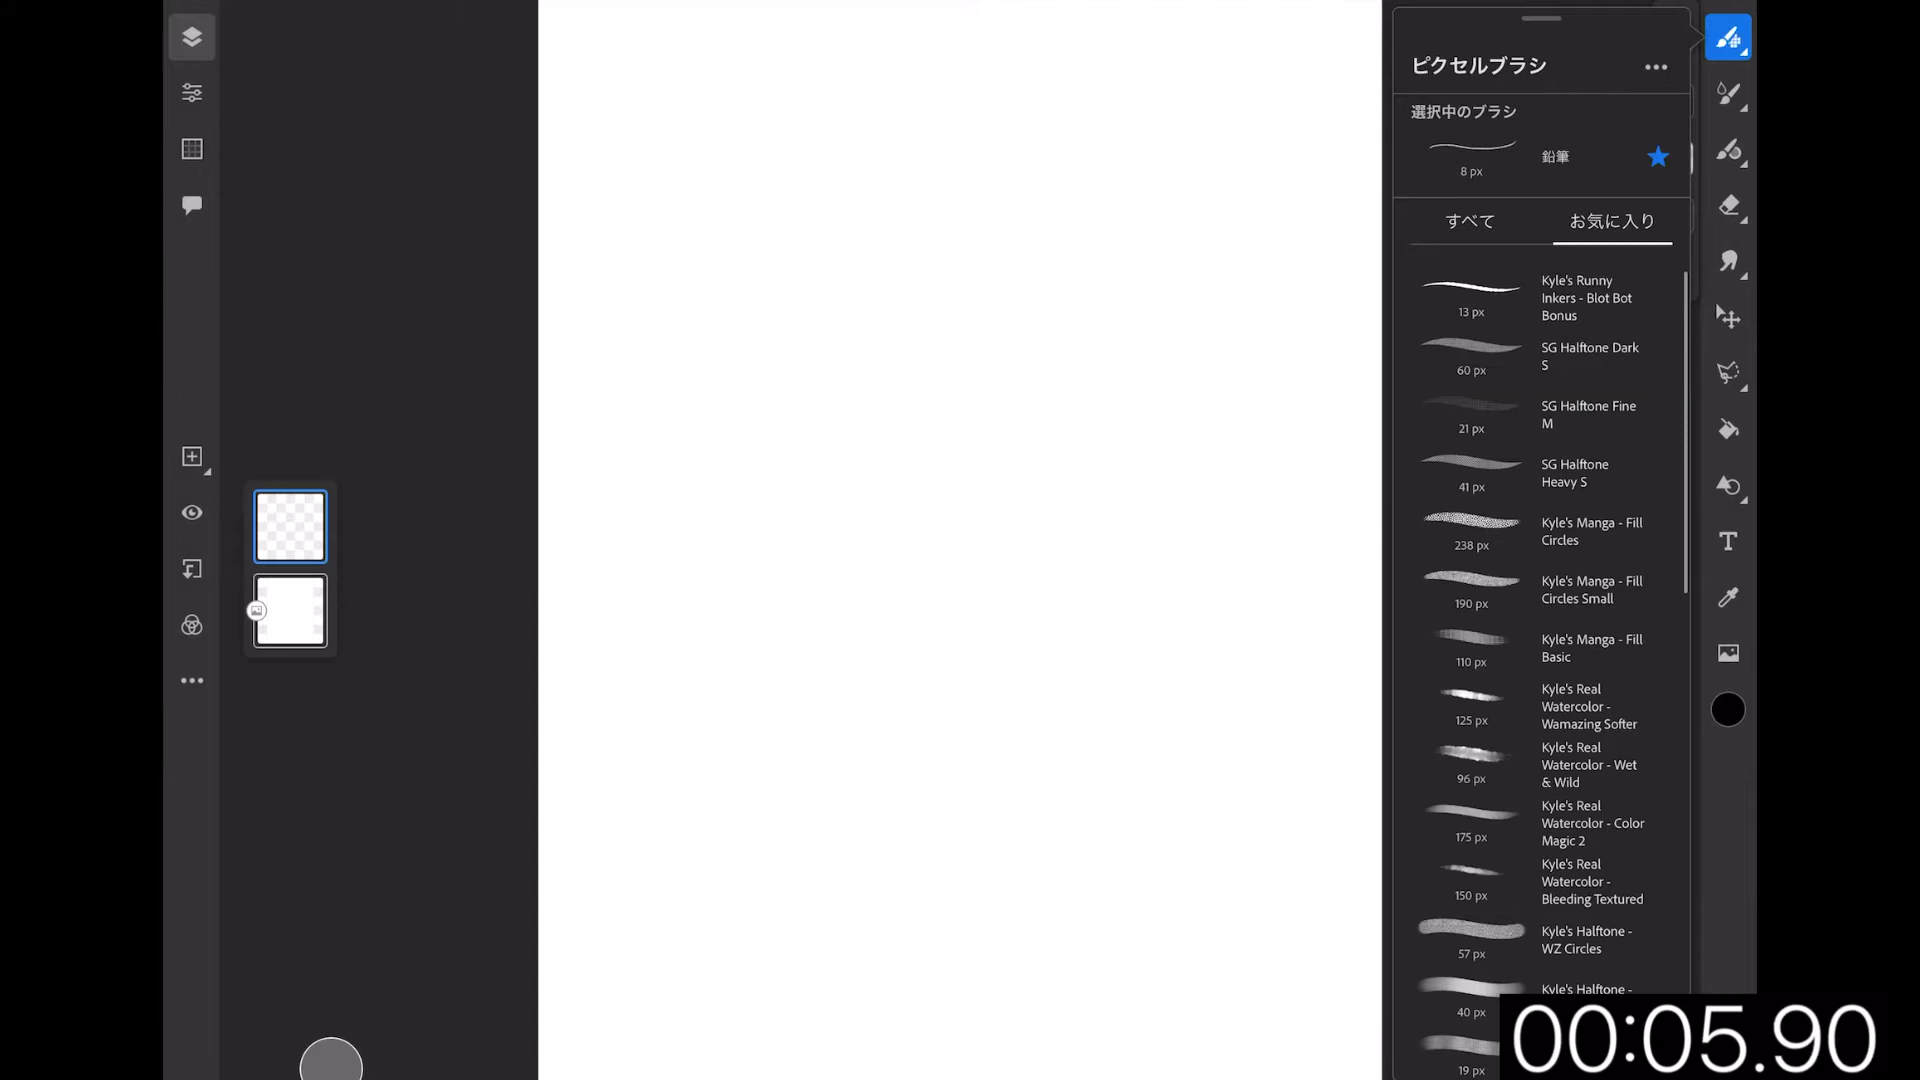 ピクセルブラシ
選択中のブラシ
鉛筆
8 px
すべて お気に入り
Kyle's Runny
Inkers - Blot Bot
Bonus
13 px
SG Halftone Dark
S
60 px
SG Halftone Fine
M
21 px
SG Halftone
Heavy S
41 px
Kyle's Manga - Fill
Circles
238 px
Kyle's Manga - Fill
Circles Small
190 px
Kyle's Manga - Fill
Basic
110 px
Kyle's Real
Watercolor -
Wamazing Softer
125 px
Kyle's Real
Watercolor - Wet
& Wild
96 px
Kyle's Real
Watercolor - Color
Magic 2
175 px
Kyle's Real
Watercolor -
Bleeding Textured
150 px
Kyle's Halftone -
WZ Circles
57 px
Kyle's Halftone -
40 px
19 px
00:05.90
T